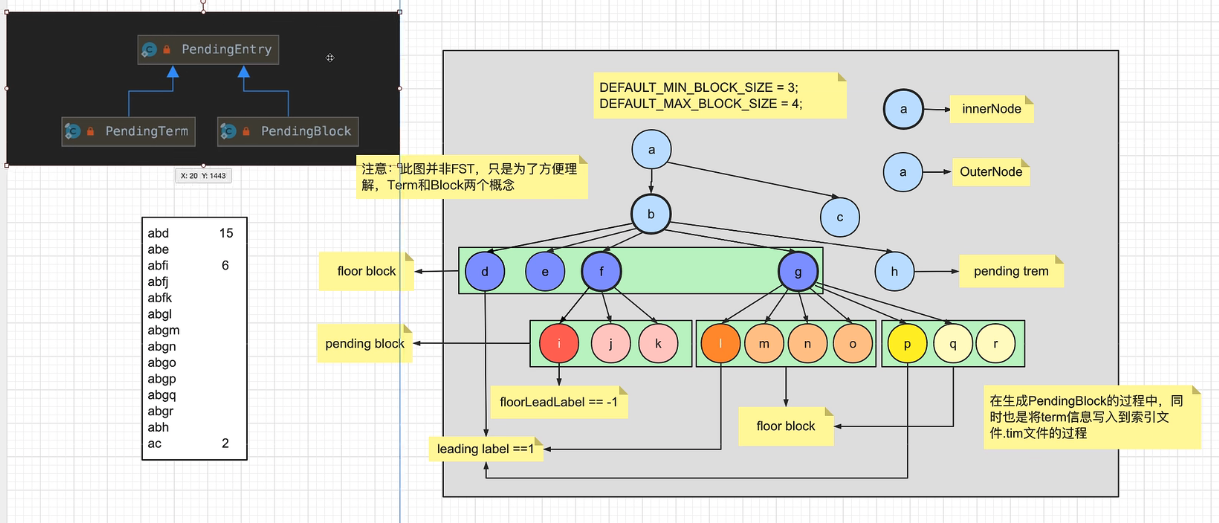 PendingEntry
PendingTerm
PendingBlock
X: 20 Y: 1443
注意：此图并非FST，只是为了方便理
解，Term和Block两个概念
DEFAULT_MIN_BLOCK_SIZE = 3;
DEFAULT_MAX_BLOCK_SIZE = 4;
a
innerNode
a
OuterNode
a
b
c
floor block
d
e
f
g
h
pending trem
pending block
i
j
k
l
m
n
o
p
q
r
floorLeadLabel == -1
floor block
leading label ==1
在生成PendingBlock的过程中，同
时也是将term信息写入到索引文
件.tim文件的过程
abd 15
abe
abfi 6
abfj
abfk
abgl
abgm
abgn
abgo
abgp
abgq
abgr
abh
ac 2